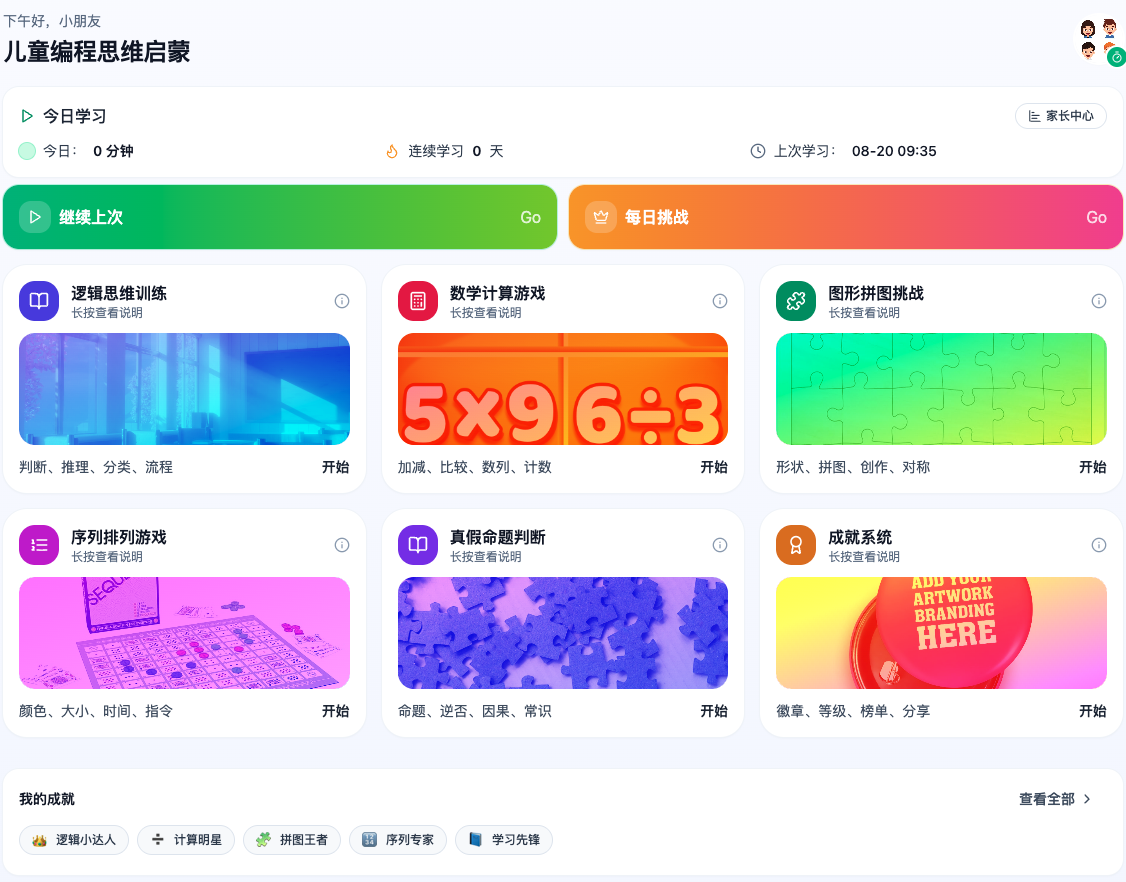 下午好，小朋友
儿童编程思维启蒙
今日学习
家长中心
今日： 0 分钟
连续学习 0 天
上次学习： 08-20 09:35
继续上次 Go
每日挑战 Go
逻辑思维训练
长按查看说明
判断、推理、分类、流程 开始
数学计算游戏
长按查看说明
5×9 6÷3
加减、比较、数列、计数 开始
图形拼图挑战
长按查看说明
形状、拼图、创作、对称 开始
序列排列游戏
长按查看说明
颜色、大小、时间、指令 开始
真假命题判断
长按查看说明
命题、逆否、因果、常识 开始
成就系统
长按查看说明
ADD YOUR
ARTWORK
BRANDING
HERE
徽章、等级、榜单、分享 开始
我的成就
查看全部
逻辑小达人 计算明星 拼图王者 序列专家 学习先锋